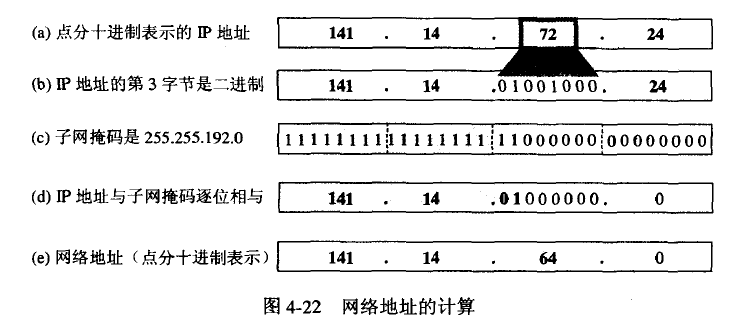 (a) 点分十进制表示的 IP 地址 141 . 14 . 72 . 24
(b) IP 地址的第 3 字节是二进制 141 . 14 .01001000. 24
(c) 子网掩码是 255.255.192.0 11111111 11111111 11000000 00000000
(d) IP 地址与子网掩码逐位相与 141 . 14 .01000000. 0
(e) 网络地址（点分十进制表示） 141 . 14 . 64 . 0
图 4-22 网络地址的计算